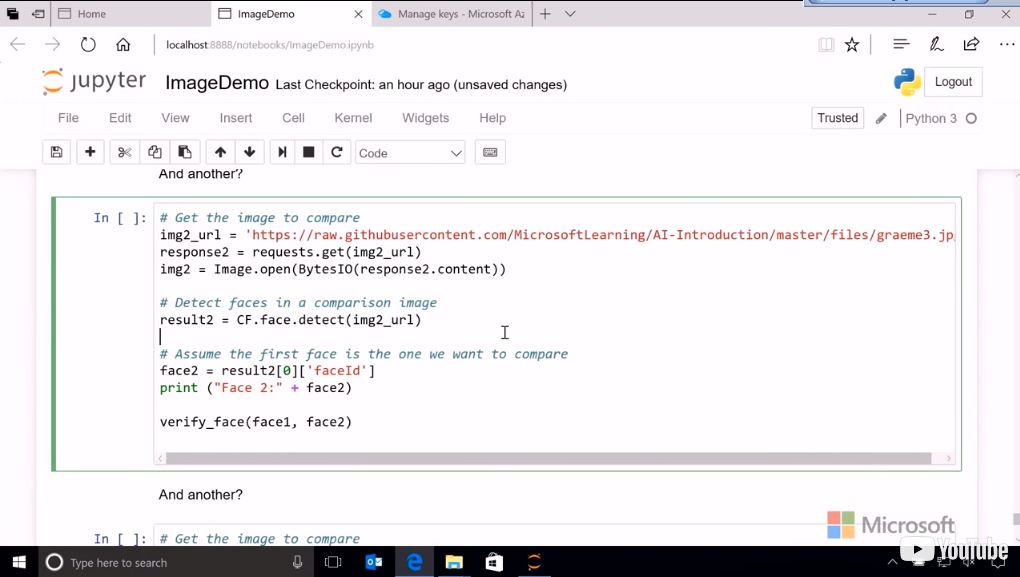 Home
ImageDemo
Manage keys - Microsoft Az
localhost:8888/notebooks/ImageDemo.ipynb
jupyter ImageDemo Last Checkpoint: an hour ago (unsaved changes)
Logout
File Edit View Insert Cell Kernel Widgets Help
Trusted
Python 3
Code
And another?
In [ ]:
# Get the image to compare
img2_url = 'https://raw.githubusercontent.com/MicrosoftLearning/AI-Introduction/master/files/graeme3.jp
response2 = requests.get(img2_url)
img2 = Image.open(BytesIO(response2.content))
# Detect faces in a comparison image
result2 = CF.face.detect(img2_url)
# Assume the first face is the one we want to compare
face2 = result2[0]['faceId']
print ("Face 2:" + face2)
verify_face(face1, face2)
And another?
In [ ]: # Get the image to compare
Microsoft
YouTube
Type here to search